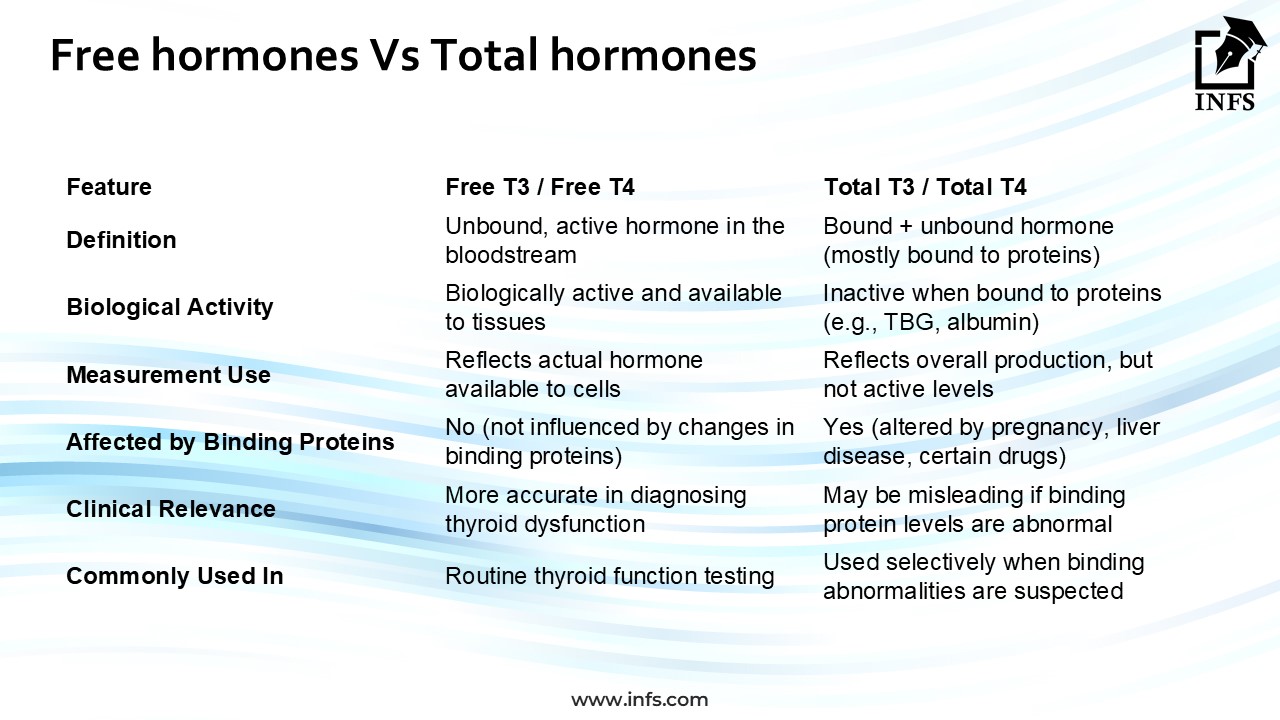 Free hormones Vs Total hormones
INFS
Feature
Free T3 / Free T4
Total T3 / Total T4
Definition
Unbound, active hormone in the
bloodstream
Bound + unbound hormone
(mostly bound to proteins)
Biological Activity
Biologically active and available
to tissues
Inactive when bound to proteins
(e.g., TBG, albumin)
Measurement Use
Reflects actual hormone
available to cells
Reflects overall production, but
not active levels
Affected by Binding Proteins
No (not influenced by changes in
binding proteins)
Yes (altered by pregnancy, liver
disease, certain drugs)
Clinical Relevance
More accurate in diagnosing
thyroid dysfunction
May be misleading if binding
protein levels are abnormal
Commonly Used In
Routine thyroid function testing
Used selectively when binding
abnormalities are suspected
www.infs.com